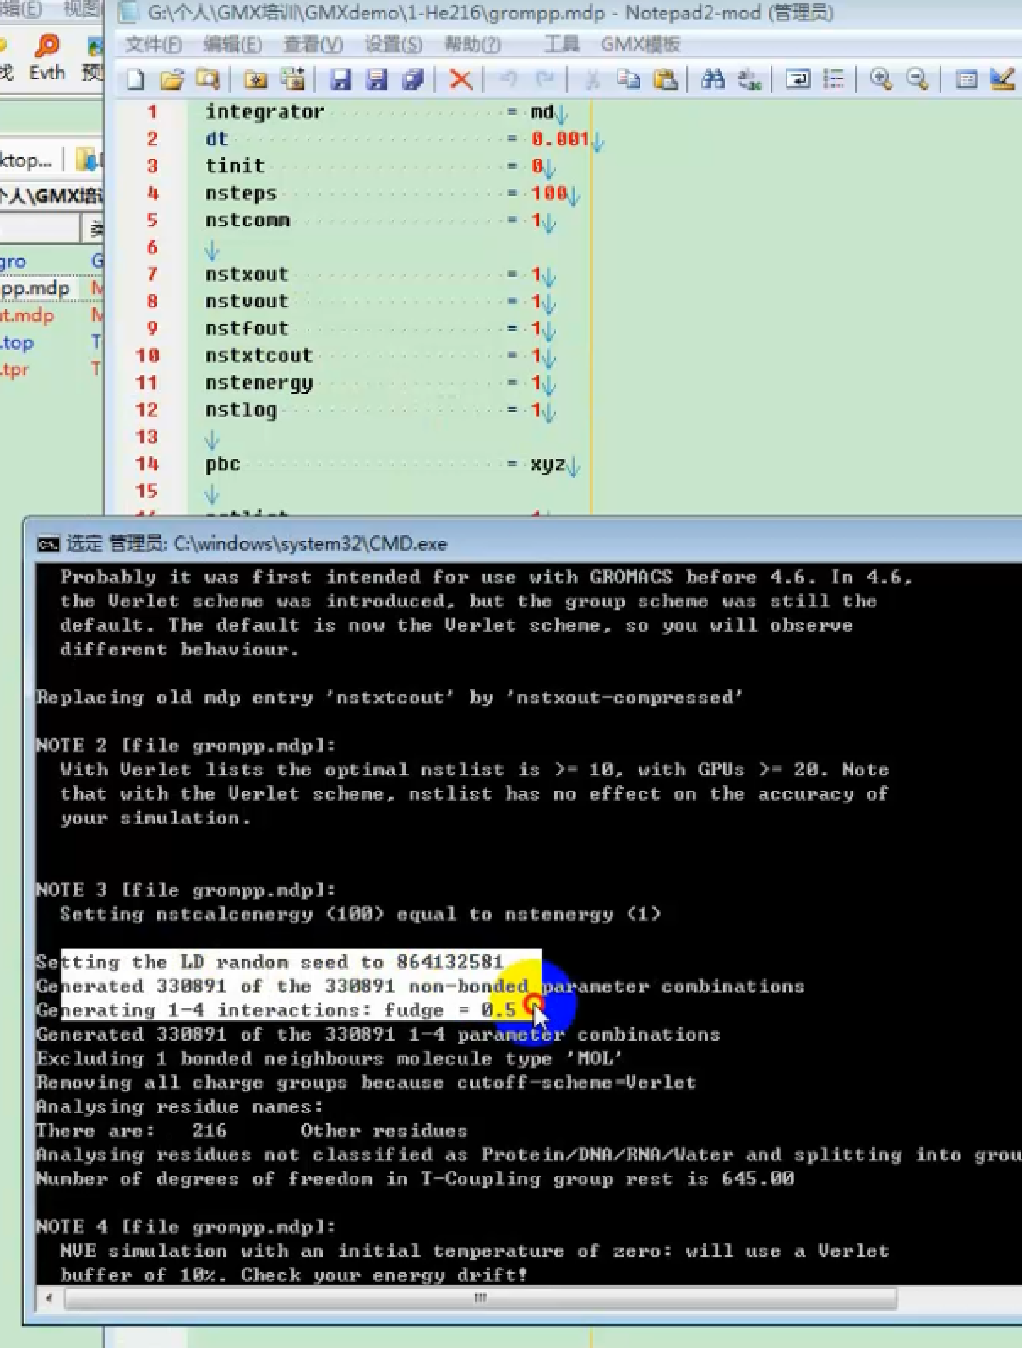 编辑(E) 视图
G:\个人\GMX培训\GMXdemo\1-He216\grompp.mdp - Notepad2-mod (管理员)
文件(F) 编辑(E) 查看(V) 设置(S) 帮助(?) 工具 GMX模板
找 Evth 预
ktop...
个人\GMX培训
类
gro G
pp.mdp M
ut.mdp M
.top T
.tpr T
1 integrator = md
2 dt = 0.001
3 tinit = 0
4 nsteps = 100
5 nstcomm = 1
6
7 nstxout = 1
8 nstvout = 1
9 nstfout = 1
10 nstxtcout = 1
11 nstenergy = 1
12 nstlog = 1
13
14 pbc = xyz
15
16 nstlist = 1
选定 管理员: C:\windows\system32\CMD.exe
Probably it was first intended for use with GROMACS before 4.6. In 4.6,
the Verlet scheme was introduced, but the group scheme was still the
default. The default is now the Verlet scheme, so you will observe
different behaviour.
Replacing old mdp entry 'nstxtcout' by 'nstxout-compressed'
NOTE 2 [file grompp.mdp]:
With Verlet lists the optimal nstlist is >= 10, with GPUs >= 20. Note
that with the Verlet scheme, nstlist has no effect on the accuracy of
your simulation.
NOTE 3 [file grompp.mdp]:
Setting nstcalcenergy (100) equal to nstenergy (1)
Setting the LD random seed to 864132581
Generated 330891 of the 330891 non-bonded parameter combinations
Generating 1-4 interactions: fudge = 0.5
Generated 330891 of the 330891 1-4 parameter combinations
Excluding 1 bonded neighbours molecule type 'MOL'
Removing all charge groups because cutoff-scheme=Verlet
Analysing residue names:
There are: 216 Other residues
Analysing residues not classified as Protein/DNA/RNA/Water and splitting into grou
Number of degrees of freedom in T-Coupling group rest is 645.00
NOTE 4 [file grompp.mdp]:
NVE simulation with an initial temperature of zero: will use a Verlet
buffer of 10%. Check your energy drift!